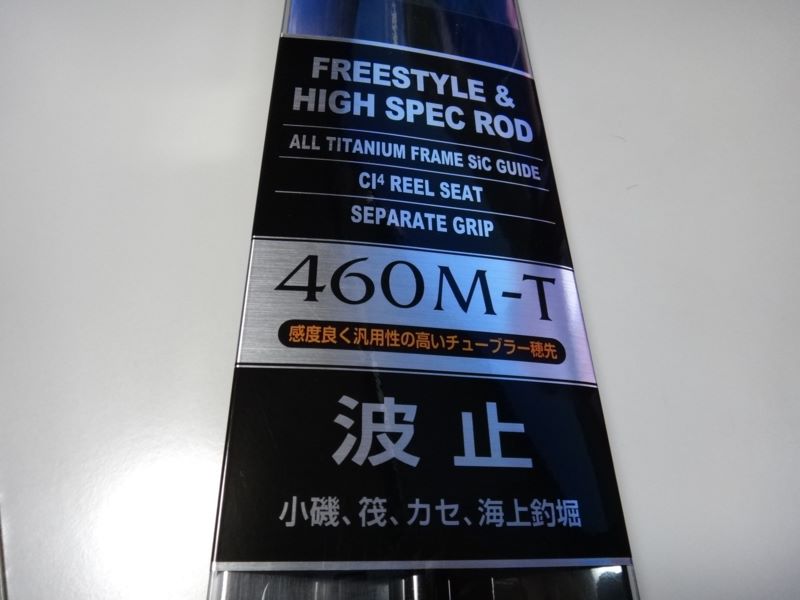 FREESTYLE &
HIGH SPEC ROD
ALL TITANIUM FRAME SiC GUIDE
CI⁴ REEL SEAT
SEPARATE GRIP
460M-T
感度良く汎用性の高いチューブラー穂先
波止
小磯、筏、カセ、海上釣堀